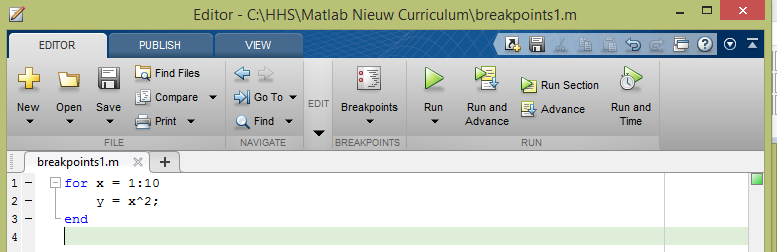 Editor - C:\HHS\Matlab Nieuw Curriculum\breakpoints1.m
EDITOR PUBLISH VIEW
New Open Save Find Files Compare Print
Go To Find
EDIT
Breakpoints
Run Run and Advance Run Section Advance Run and Time
FILE NAVIGATE BREAKPOINTS RUN
breakpoints1.m
1 – for x = 1:10
2 – y = x^2;
3 – end
4